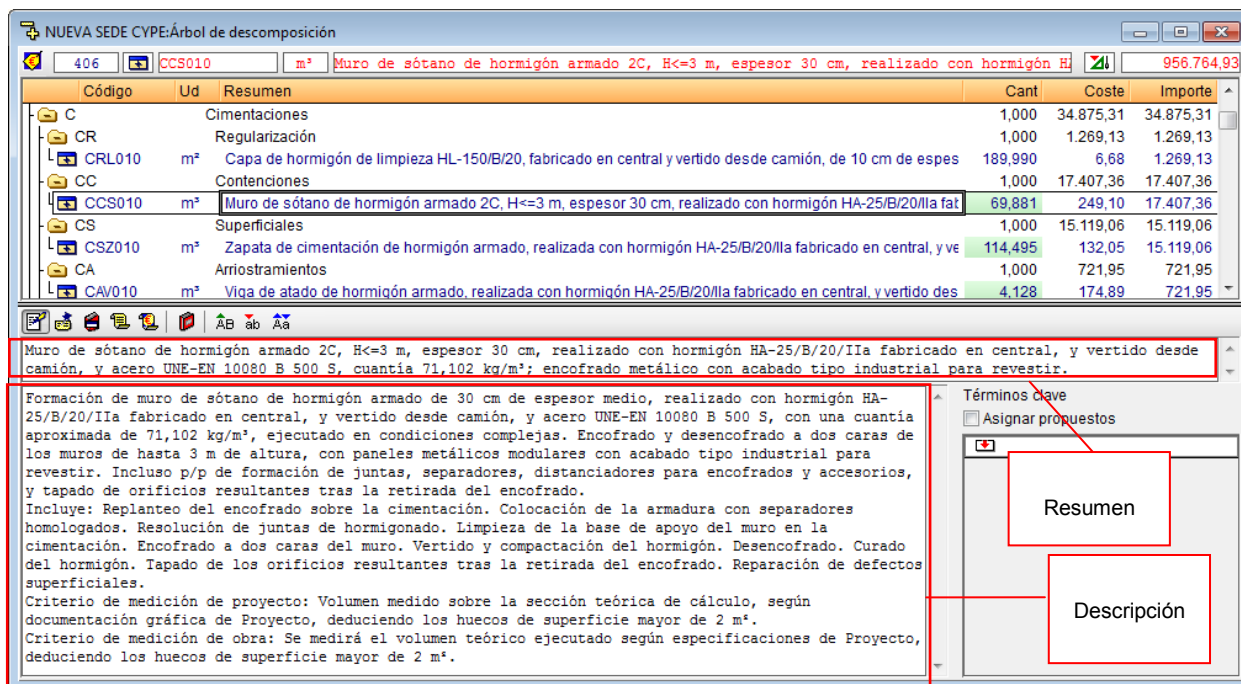 NUEVA SEDE CYPE:Árbol de descomposición
406 CCS010 m³ Muro de sótano de hormigón armado 2C, H<=3 m, espesor 30 cm, realizado con hormigón HA 956.764,93
Código Ud Resumen Cant Coste Importe
C Cimentaciones 1,000 34.875,31 34.875,31
CR Regularización 1,000 1.269,13 1.269,13
CRL010 m² Capa de hormigón de limpieza HL-150/B/20, fabricado en central y vertido desde camión, de 10 cm de espes 189,990 6,68 1.269,13
CC Contenciones 1,000 17.407,36 17.407,36
CCS010 m³ Muro de sótano de hormigón armado 2C, H<=3 m, espesor 30 cm, realizado con hormigón HA-25/B/20/IIa fab 69,881 249,10 17.407,36
CS Superficiales 1,000 15.119,06 15.119,06
CSZ010 m³ Zapata de cimentación de hormigón armado, realizada con hormigón HA-25/B/20/IIa fabricado en central, y ve 114,495 132,05 15.119,06
CA Arriostramientos 1,000 721,95 721,95
CAV010 m³ Viga de atado de hormigón armado, realizada con hormigón HA-25/B/20/IIa fabricado en central, y vertido des 4,128 174,89 721,95
ÂB ãb Ãä
Muro de sótano de hormigón armado 2C, H<=3 m, espesor 30 cm, realizado con hormigón HA-25/B/20/IIa fabricado en central, y vertido desde
camión, y acero UNE-EN 10080 B 500 S, cuantía 71,102 kg/m³; encofrado metálico con acabado tipo industrial para revestir.
Formación de muro de sótano de hormigón armado de 30 cm de espesor medio, realizado con hormigón HA-
25/B/20/IIa fabricado en central, y vertido desde camión, y acero UNE-EN 10080 B 500 S, con una cuantía
aproximada de 71,102 kg/m³, ejecutado en condiciones complejas. Encofrado y desencofrado a dos caras de
los muros de hasta 3 m de altura, con paneles metálicos modulares con acabado tipo industrial para
revestir. Incluso p/p de formación de juntas, separadores, distanciadores para encofrados y accesorios,
y tapado de orificios resultantes tras la retirada del encofrado.
Incluye: Replanteo del encofrado sobre la cimentación. Colocación de la armadura con separadores
homologados. Resolución de juntas de hormigonado. Limpieza de la base de apoyo del muro en la
cimentación. Encofrado a dos caras del muro. Vertido y compactación del hormigón. Desencofrado. Curado
del hormigón. Tapado de los orificios resultantes tras la retirada del encofrado. Reparación de defectos
superficiales.
Criterio de medición de proyecto: Volumen medido sobre la sección teórica de cálculo, según
documentación gráfica de Proyecto, deduciendo los huecos de superficie mayor de 2 m².
Criterio de medición de obra: Se medirá el volumen teórico ejecutado según especificaciones de Proyecto,
deduciendo los huecos de superficie mayor de 2 m².
Términos clave
Asignar propuestos
Resumen
Descripción